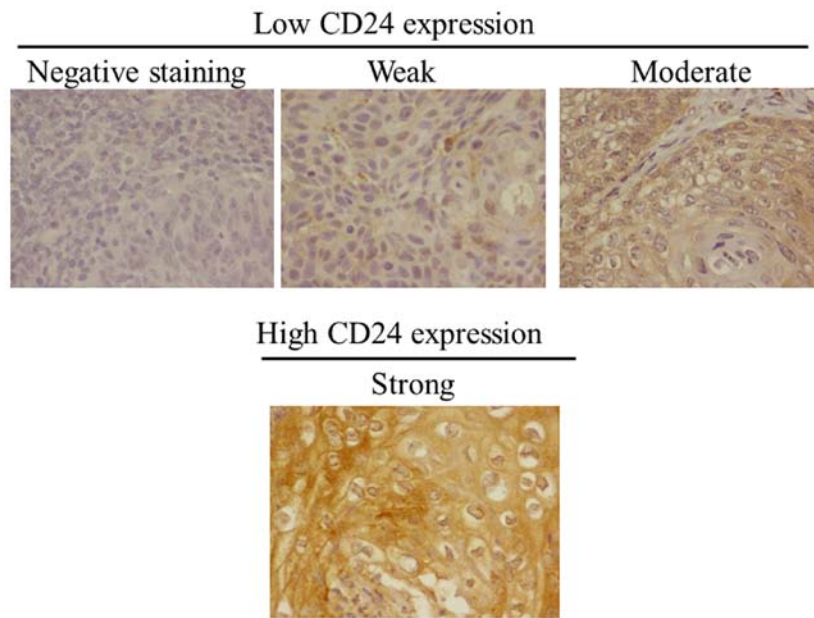 Low CD24 expression
Negative staining Weak Moderate
High CD24 expression
Strong